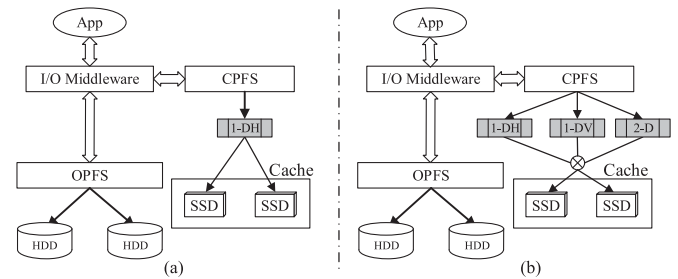 App
I/O Middleware
CPFS
1-DH
OPFS
Cache
SSD
SSD
HDD
HDD
(a)
App
I/O Middleware
CPFS
1-DH
1-DV
2-D
OPFS
Cache
SSD
SSD
HDD
HDD
(b)